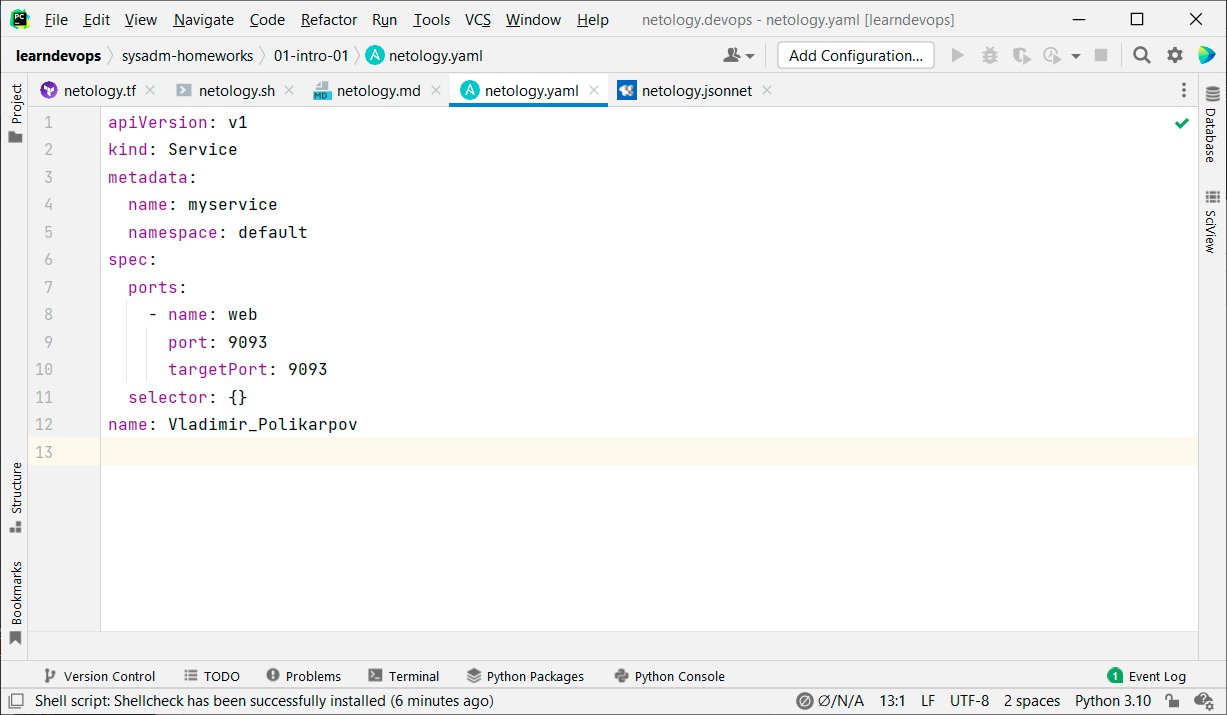 File Edit View Navigate Code Refactor Run Tools VCS Window Help netology.devops - netology.yaml [learndevops]
learndevops sysadm-homeworks 01-intro-01 netology.yaml Add Configuration...
netology.tf netology.sh netology.md netology.yaml netology.jsonnet
Project
Structure
Bookmarks
1 apiVersion: v1
2 kind: Service
3 metadata:
4   name: myservice
5   namespace: default
6 spec:
7   ports:
8     - name: web
9       port: 9093
10       targetPort: 9093
11   selector: {}
12 name: Vladimir_Polikarpov
13
Database
SciView
Version Control TODO Problems Terminal Python Packages Python Console 1 Event Log
Shell script: Shellcheck has been successfully installed (6 minutes ago) ∅/N/A 13:1 LF UTF-8 2 spaces Python 3.10